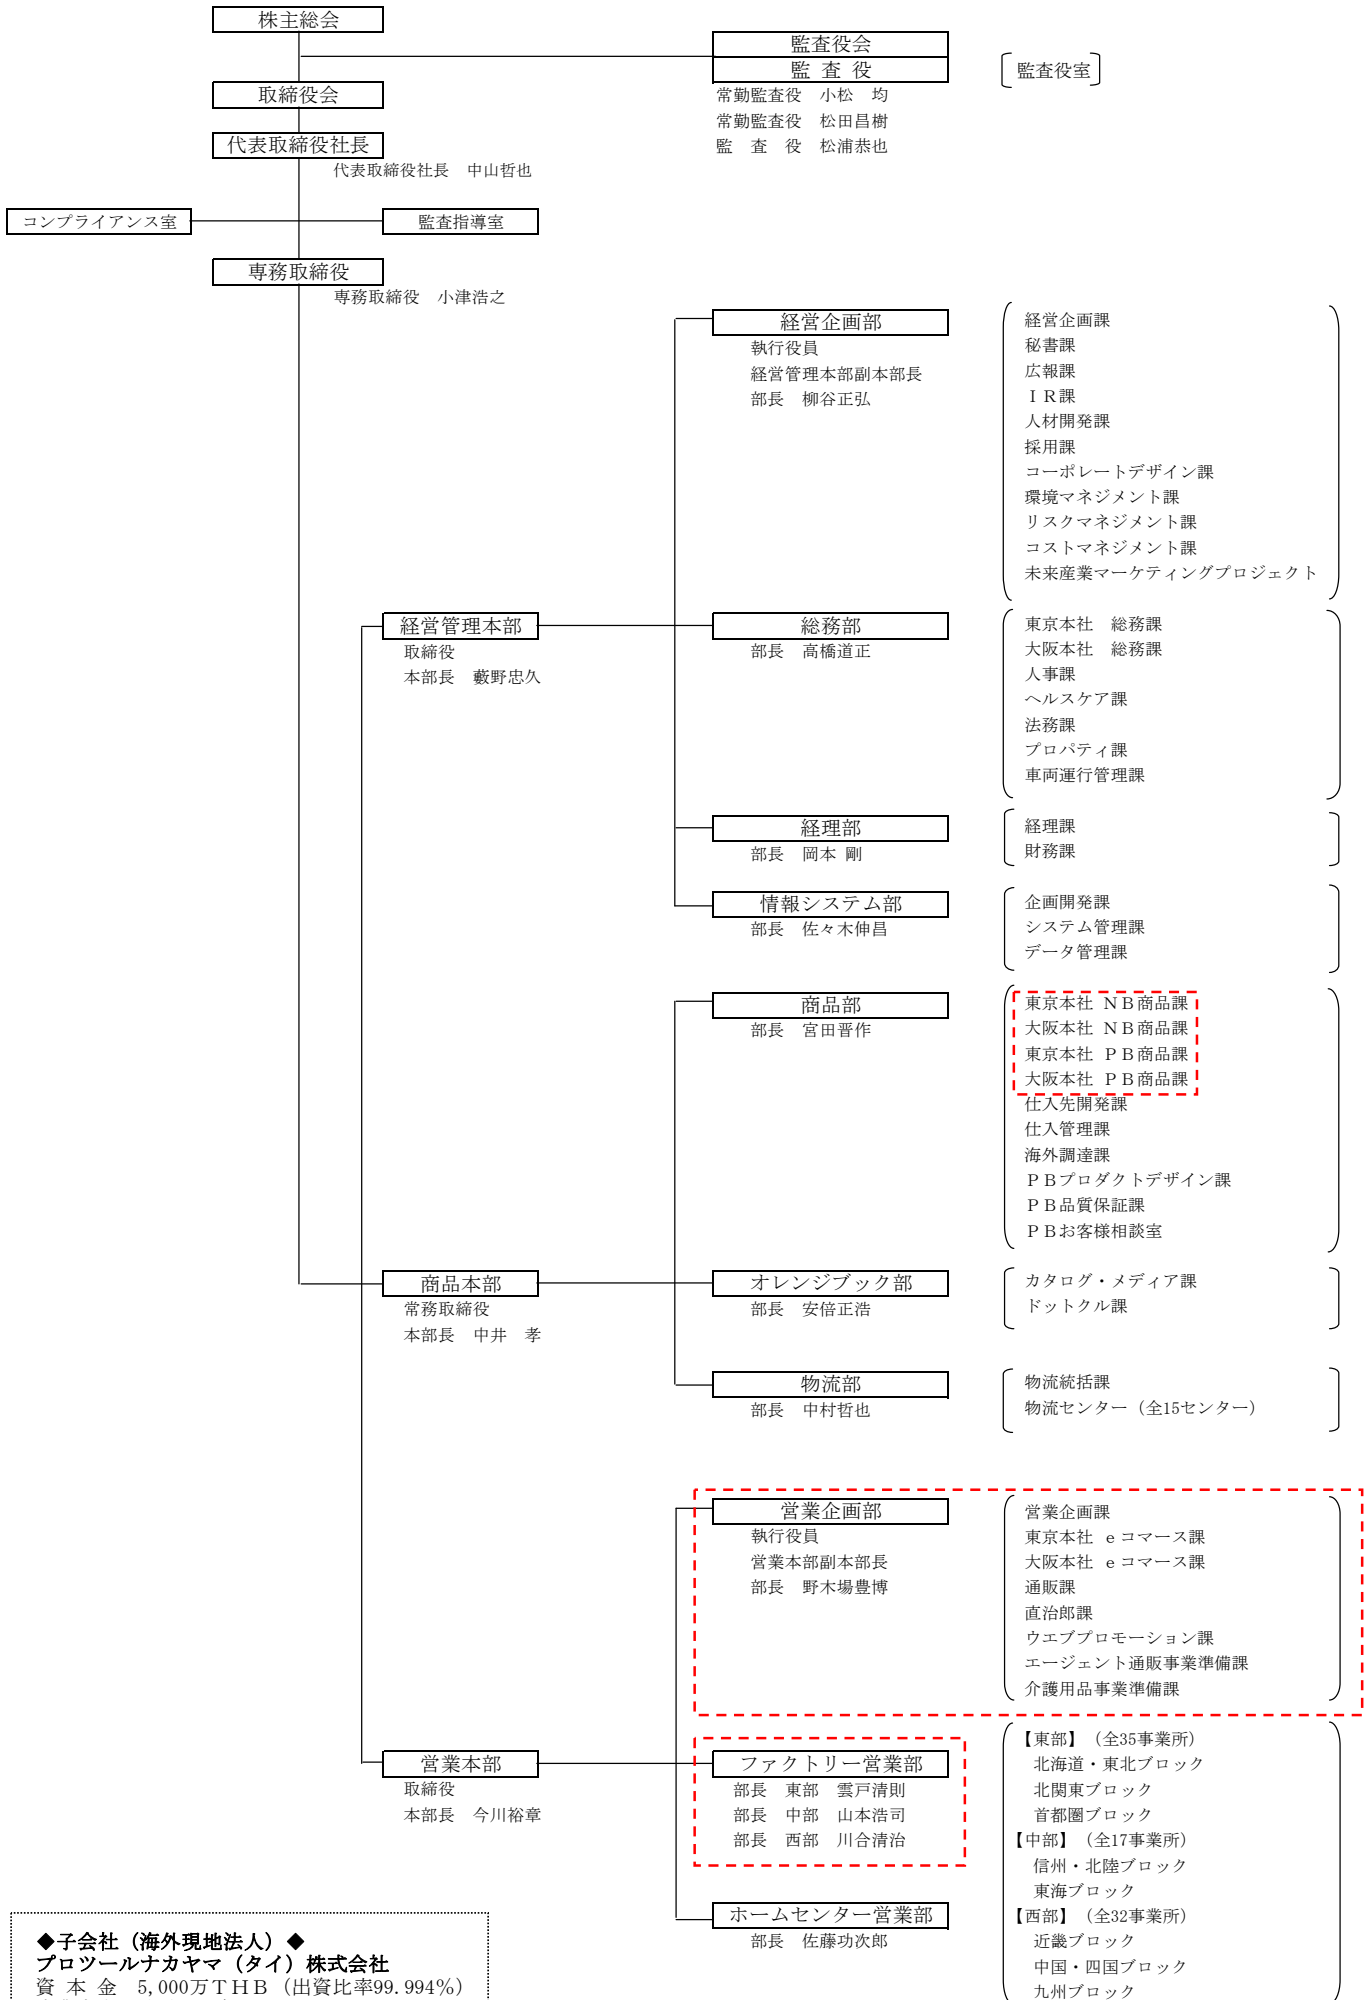 株主総会
監査役会
監 査 役
監査役室
取締役会
常勤監査役　小松　均
常勤監査役　松田昌樹
監　査　役　松浦恭也
代表取締役社長
代表取締役社長　中山哲也
コンプライアンス室
監査指導室
専務取締役
専務取締役　小津浩之
経営企画部
執行役員
経営管理本部副本部長
部長　柳谷正弘
経営企画課
秘書課
広報課
ＩＲ課
人材開発課
採用課
コーポレートデザイン課
環境マネジメント課
リスクマネジメント課
コストマネジメント課
未来産業マーケティングプロジェクト
経営管理本部
取締役
本部長　藪野忠久
総務部
部長　高橋道正
東京本社　総務課
大阪本社　総務課
人事課
ヘルスケア課
法務課
プロパティ課
車両運行管理課
経理部
部長　岡本 剛
経理課
財務課
情報システム部
部長　佐々木伸昌
企画開発課
システム管理課
データ管理課
商品部
部長　宮田晋作
東京本社 ＮＢ商品課
大阪本社 ＮＢ商品課
東京本社 ＰＢ商品課
大阪本社 ＰＢ商品課
仕入先開発課
仕入管理課
海外調達課
ＰＢプロダクトデザイン課
ＰＢ品質保証課
ＰＢお客様相談室
商品本部
常務取締役
本部長　中井　孝
オレンジブック部
部長　安倍正浩
カタログ・メディア課
ドットクル課
物流部
部長　中村哲也
物流統括課
物流センター（全15センター）
営業企画部
執行役員
営業本部副本部長
部長　野木場豊博
営業企画課
東京本社 ｅコマース課
大阪本社 ｅコマース課
通販課
直治郎課
ウエブプロモーション課
エージェント通販事業準備課
介護用品事業準備課
営業本部
取締役
本部長　今川裕章
ファクトリー営業部
部長　東部　雲戸清則
部長　中部　山本浩司
部長　西部　川合清治
【東部】（全35事業所）
北海道・東北ブロック
北関東ブロック
首都圏ブロック
【中部】（全17事業所）
信州・北陸ブロック
東海ブロック
【西部】（全32事業所）
近畿ブロック
中国・四国ブロック
九州ブロック
ホームセンター営業部
部長　佐藤功次郎
◆子会社（海外現地法人）◆
プロツールナカヤマ（タイ）株式会社
資 本 金　5,000万ＴＨＢ（出資比率99.994％）